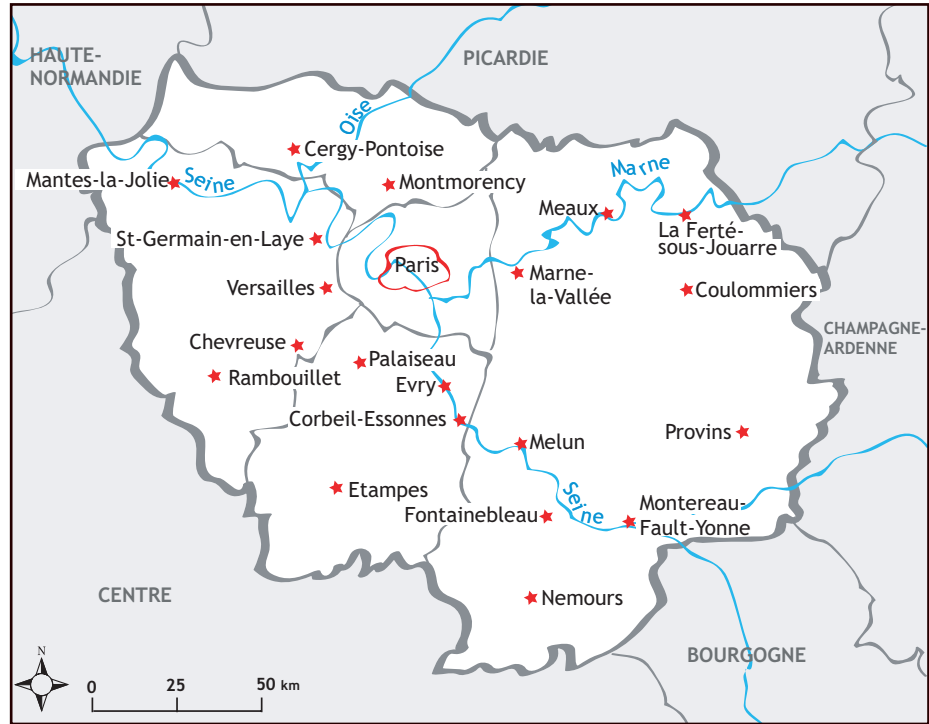 HAUTE-
NORMANDIE
PICARDIE
Oise
Cergy-Pontoise
Marne
Mantes-la-Jolie
Seine
Montmorency
Meaux
La Ferté-
sous-Jouarre
St-Germain-en-Laye
Paris
Marne-
la-Vallée
Versailles
Coulommiers
CHAMPAGNE-
ARDENNE
Chevreuse
Palaiseau
Rambouillet
Evry
Corbeil-Essonnes
Melun
Provins
Etampes
Seine
Montereau-
Fault-Yonne
Fontainebleau
CENTRE
Nemours
BOURGOGNE
N
0 25 50 km